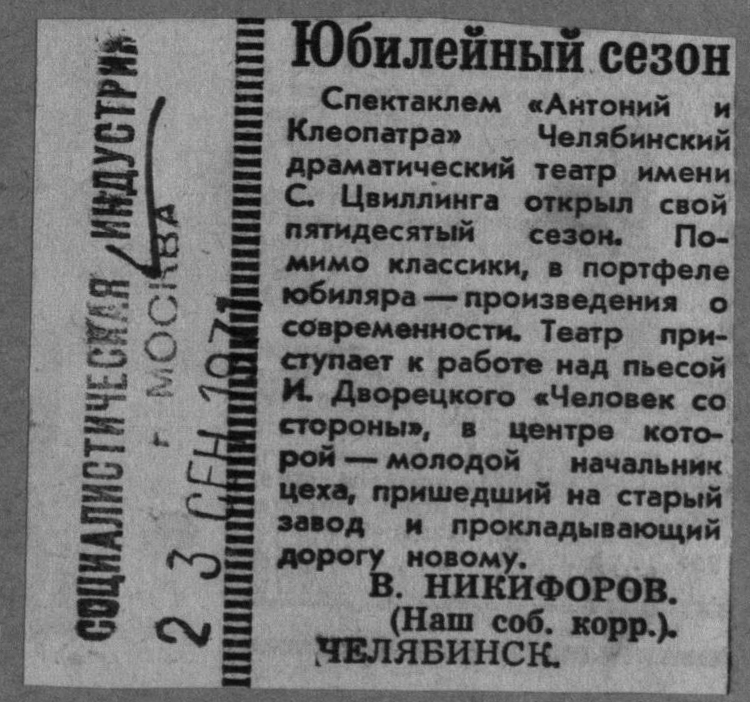 СОЦИАЛИСТИЧЕСКАЯ ИНДУСТРИЯ
г МОСКВА
2 3 СЕН 1971
Юбилейный сезон
Спектаклем «Антоний и
Клеопатра» Челябинский
драматический театр имени
С. Цвиллинга открыл свой
пятидесятый сезон. По-
мимо классики, в портфеле
юбиляра — произведения о
современности. Театр при-
ступает к работе над пьесой
И. Дворецкого «Человек со
стороны», в центре кото-
рой — молодой начальник
цеха, пришедший на старый
завод и прокладывающий
дорогу новому.
В. НИКИФОРОВ.
(Наш соб. корр.).
ЧЕЛЯБИНСК.